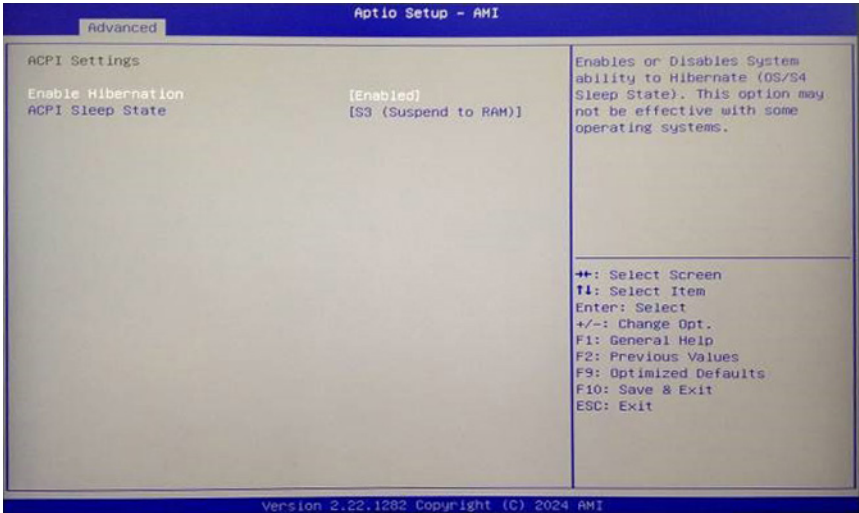 Aptio Setup – AMI
Advanced
ACPI Settings
Enable Hibernation [Enabled]
ACPI Sleep State [S3 (Suspend to RAM)]
Enables or Disables System
ability to Hibernate (OS/S4
Sleep State). This option may
not be effective with some
operating systems.
→←: Select Screen
↑↓: Select Item
Enter: Select
+/-: Change Opt.
F1: General Help
F2: Previous Values
F9: Optimized Defaults
F10: Save & Exit
ESC: Exit
Version 2.22.1282 Copyright (C) 2024 AMI